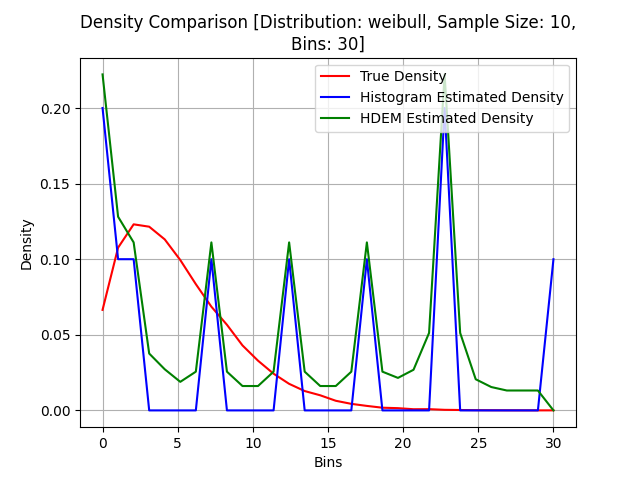 Density Comparison [Distribution: weibull, Sample Size: 10,
Bins: 30]
True Density
Histogram Estimated Density
HDEM Estimated Density
Density
0.20
0.15
0.10
0.05
0.00
0 5 10 15 20 25 30
Bins